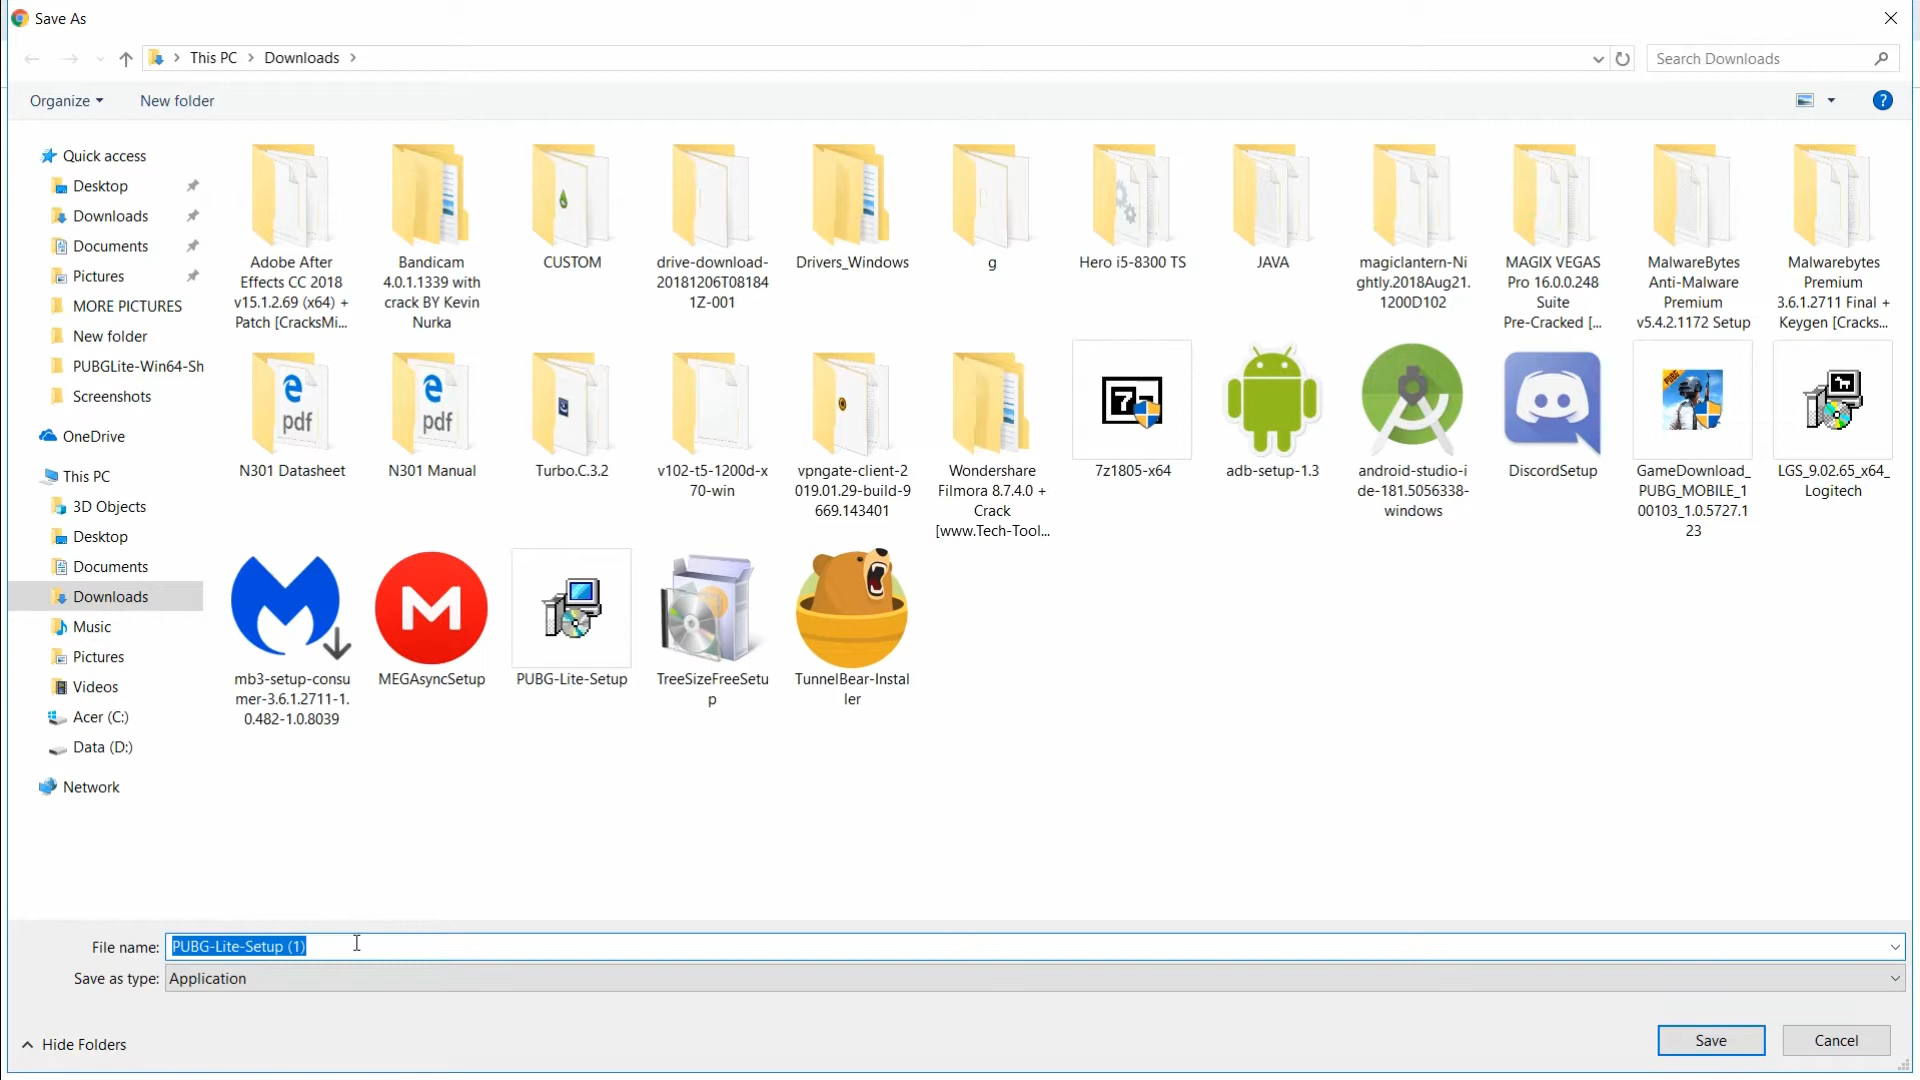 Save As
This PC
Downloads
Search Downloads
Organize
New folder
?
Quick access
Desktop
Downloads
Documents
Pictures
MORE PICTURES
New folder
PUBGLite-Win64-Sh
Screenshots
OneDrive
This PC
3D Objects
Desktop
Documents
Downloads
Music
Pictures
Videos
Acer (C:)
Data (D:)
Network
Adobe After
Effects CC 2018
v15.1.2.69 (x64) +
Patch [CracksMi...
Bandicam
4.0.1.1339 with
crack BY Kevin
Nurka
CUSTOM
drive-download-
20181206T08184
1Z-001
Drivers_Windows
g
Hero i5-8300 TS
JAVA
magiclantern-Ni
ghtly.2018Aug21.
1200D102
MAGIX VEGAS
Pro 16.0.0.248
Suite
Pre-Cracked [...
MalwareBytes
Anti-Malware
Premium
v5.4.2.1172 Setup
Malwarebytes
Premium
3.6.1.2711 Final +
Keygen [Cracks...
pdf
N301 Datasheet
pdf
N301 Manual
Turbo.C.3.2
v102-t5-1200d-x
70-win
vpngate-client-2
019.01.29-build-9
669.143401
Wondershare
Filmora 8.7.4.0 +
Crack
[www.Tech-Tool...
7z1805-x64
adb-setup-1.3
android-studio-i
de-181.5056338-
windows
DiscordSetup
PUBG
GameDownload_
PUBG_MOBILE_1
00103_1.0.5727.1
23
LGS_9.02.65_x64_
Logitech
mb3-setup-consu
mer-3.6.1.2711-1.
0.482-1.0.8039
M
MEGAsyncSetup
PUBG-Lite-Setup
TreeSizeFreeSetu
p
TunnelBear-Instal
ler
File name: PUBG-Lite-Setup (1)
Save as type: Application
Hide Folders
Save
Cancel